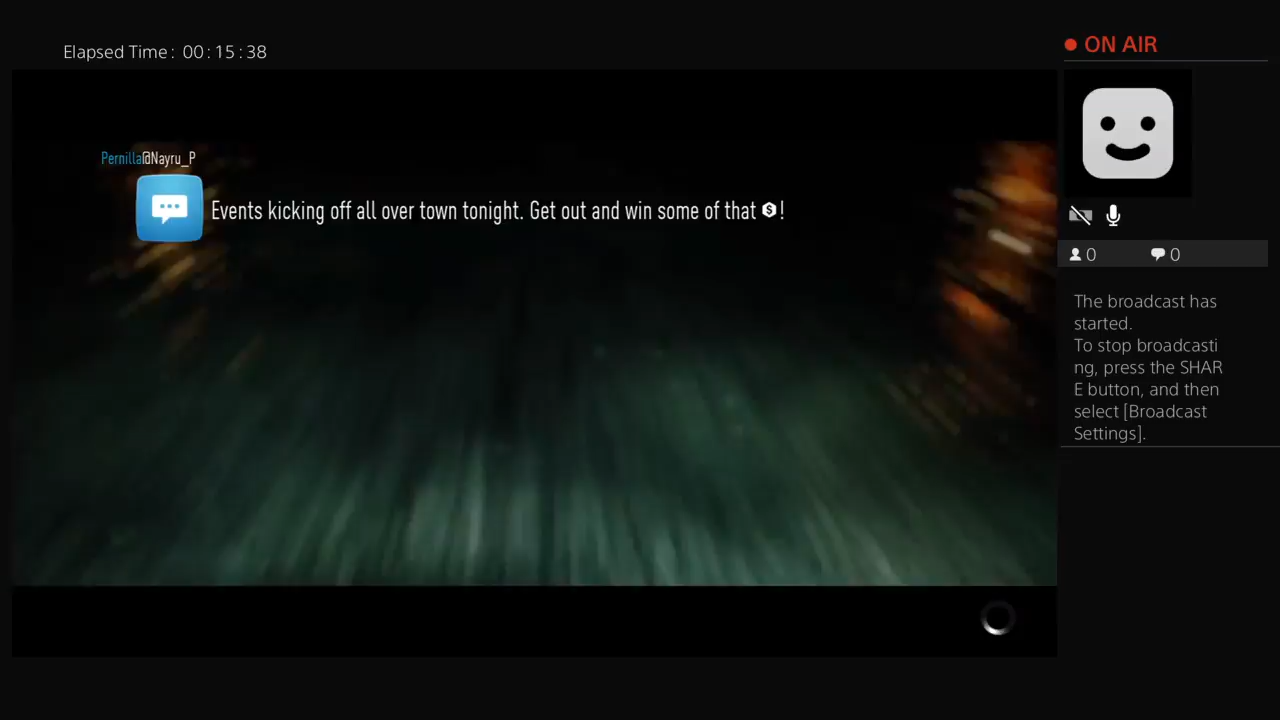 Elapsed Time : 00:15:38
ON AIR
Pernilla@Nayru_P
Events kicking off all over town tonight. Get out and win some of that $!
0 0
The broadcast has
started.
To stop broadcasti
ng, press the SHAR
E button, and then
select [Broadcast
Settings].